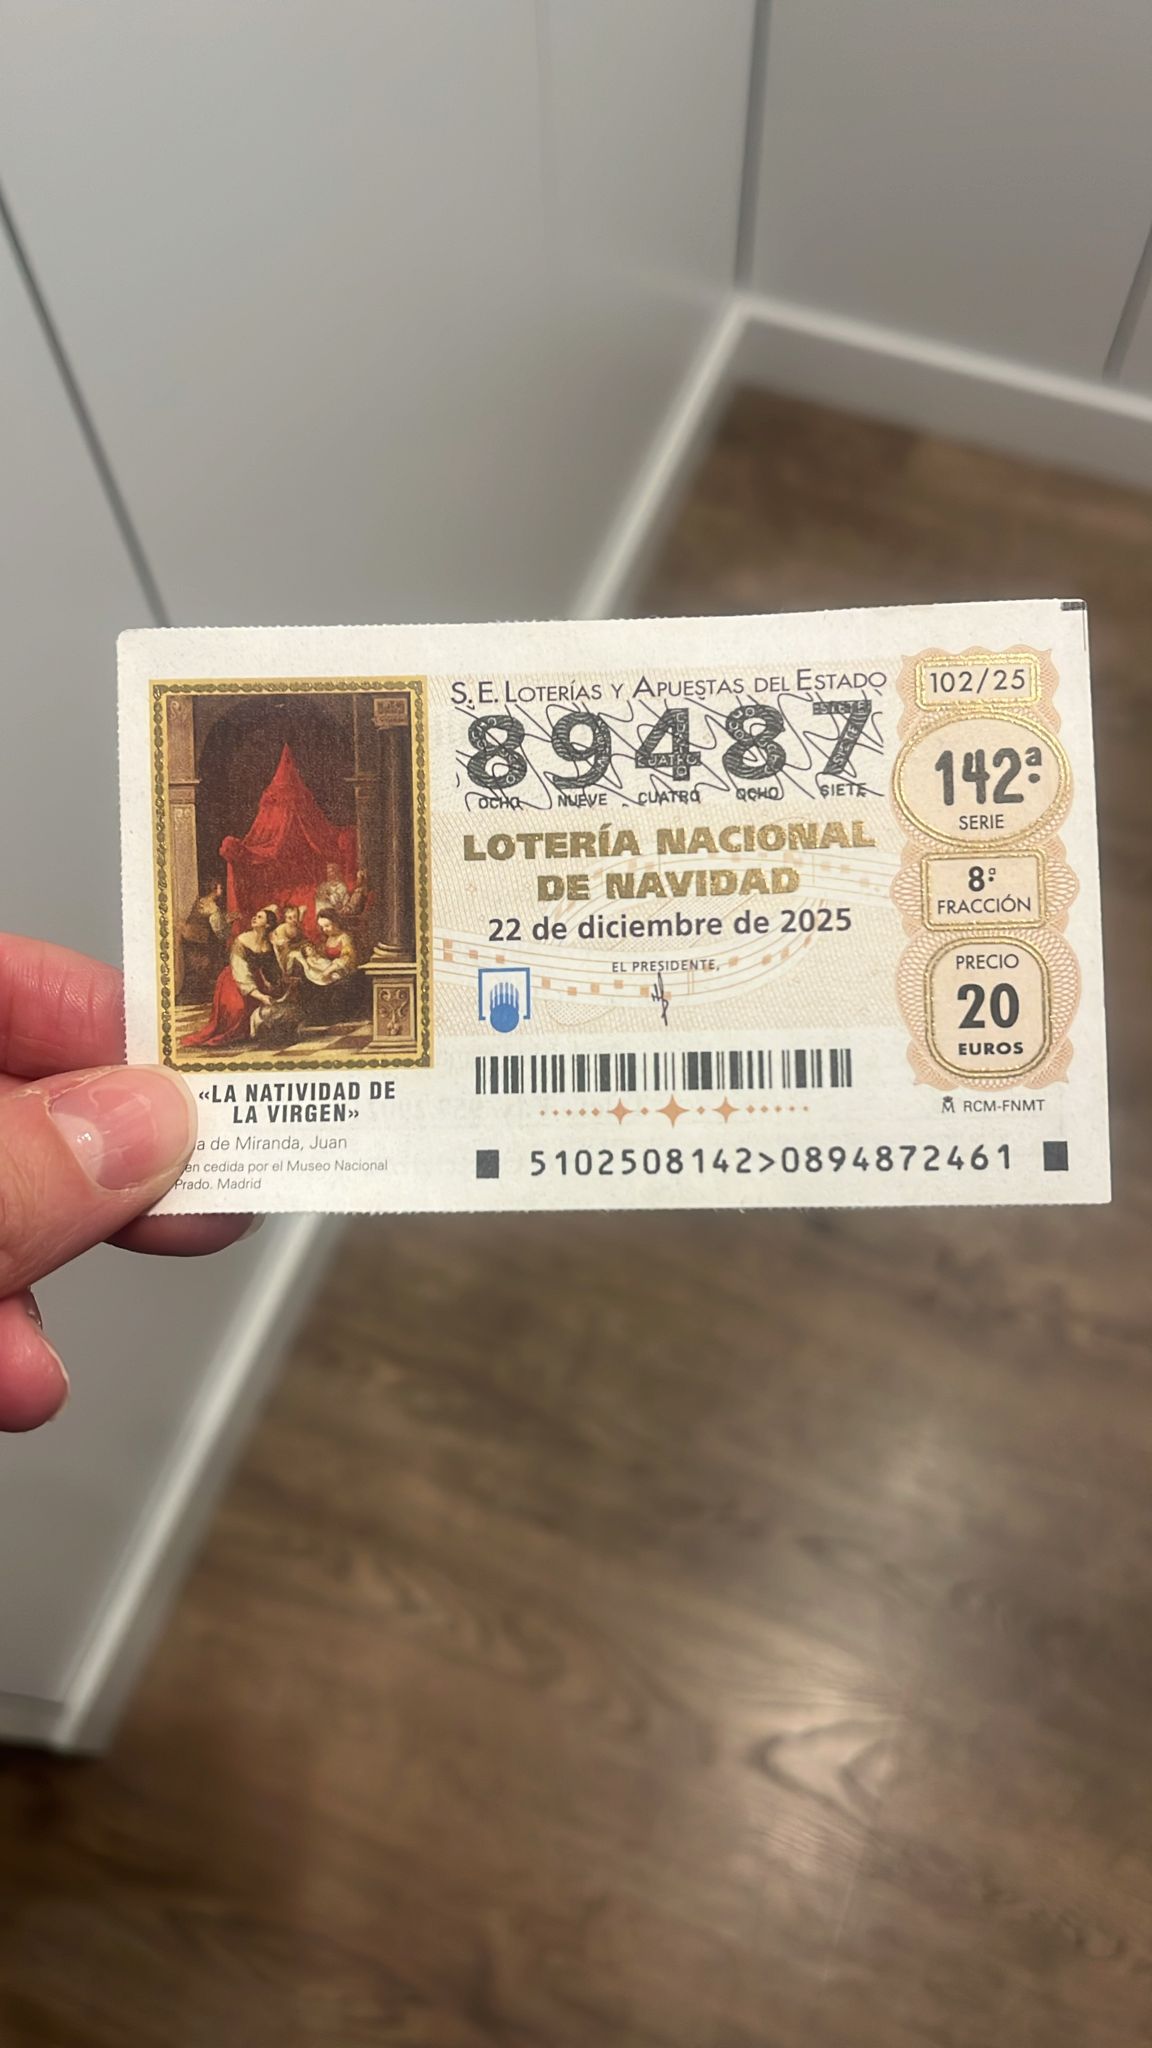 S.E. LOTERÍAS Y APUESTAS DEL ESTADO
89487
OCHO NUEVE CUATRO OCHO SIETE
LOTERÍA NACIONAL
DE NAVIDAD
22 de diciembre de 2025
EL PRESIDENTE,
102/25
142ª
SERIE
8ª
FRACCIÓN
PRECIO
20
EUROS
RCM-FNMT
«LA NATIVIDAD DE
LA VIRGEN»
de Miranda, Juan
cedida por el Museo Nacional
Prado. Madrid
5102508142>0894872461